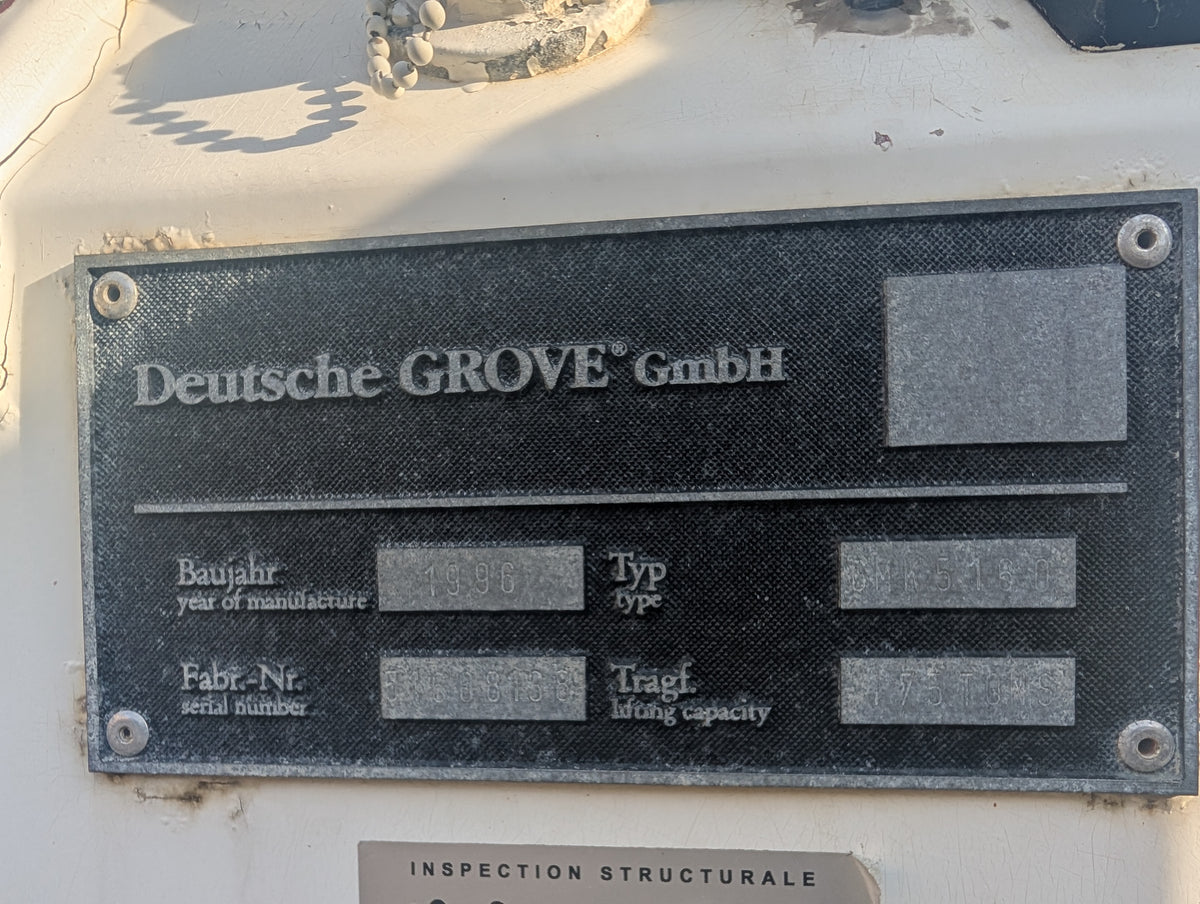 Deutsche GROVE® GmbH
Baujahr 1996 Typ
year of manufacture type
Fabr.-Nr. Tragf.
serial number lifting capacity
INSPECTION STRUCTURALE